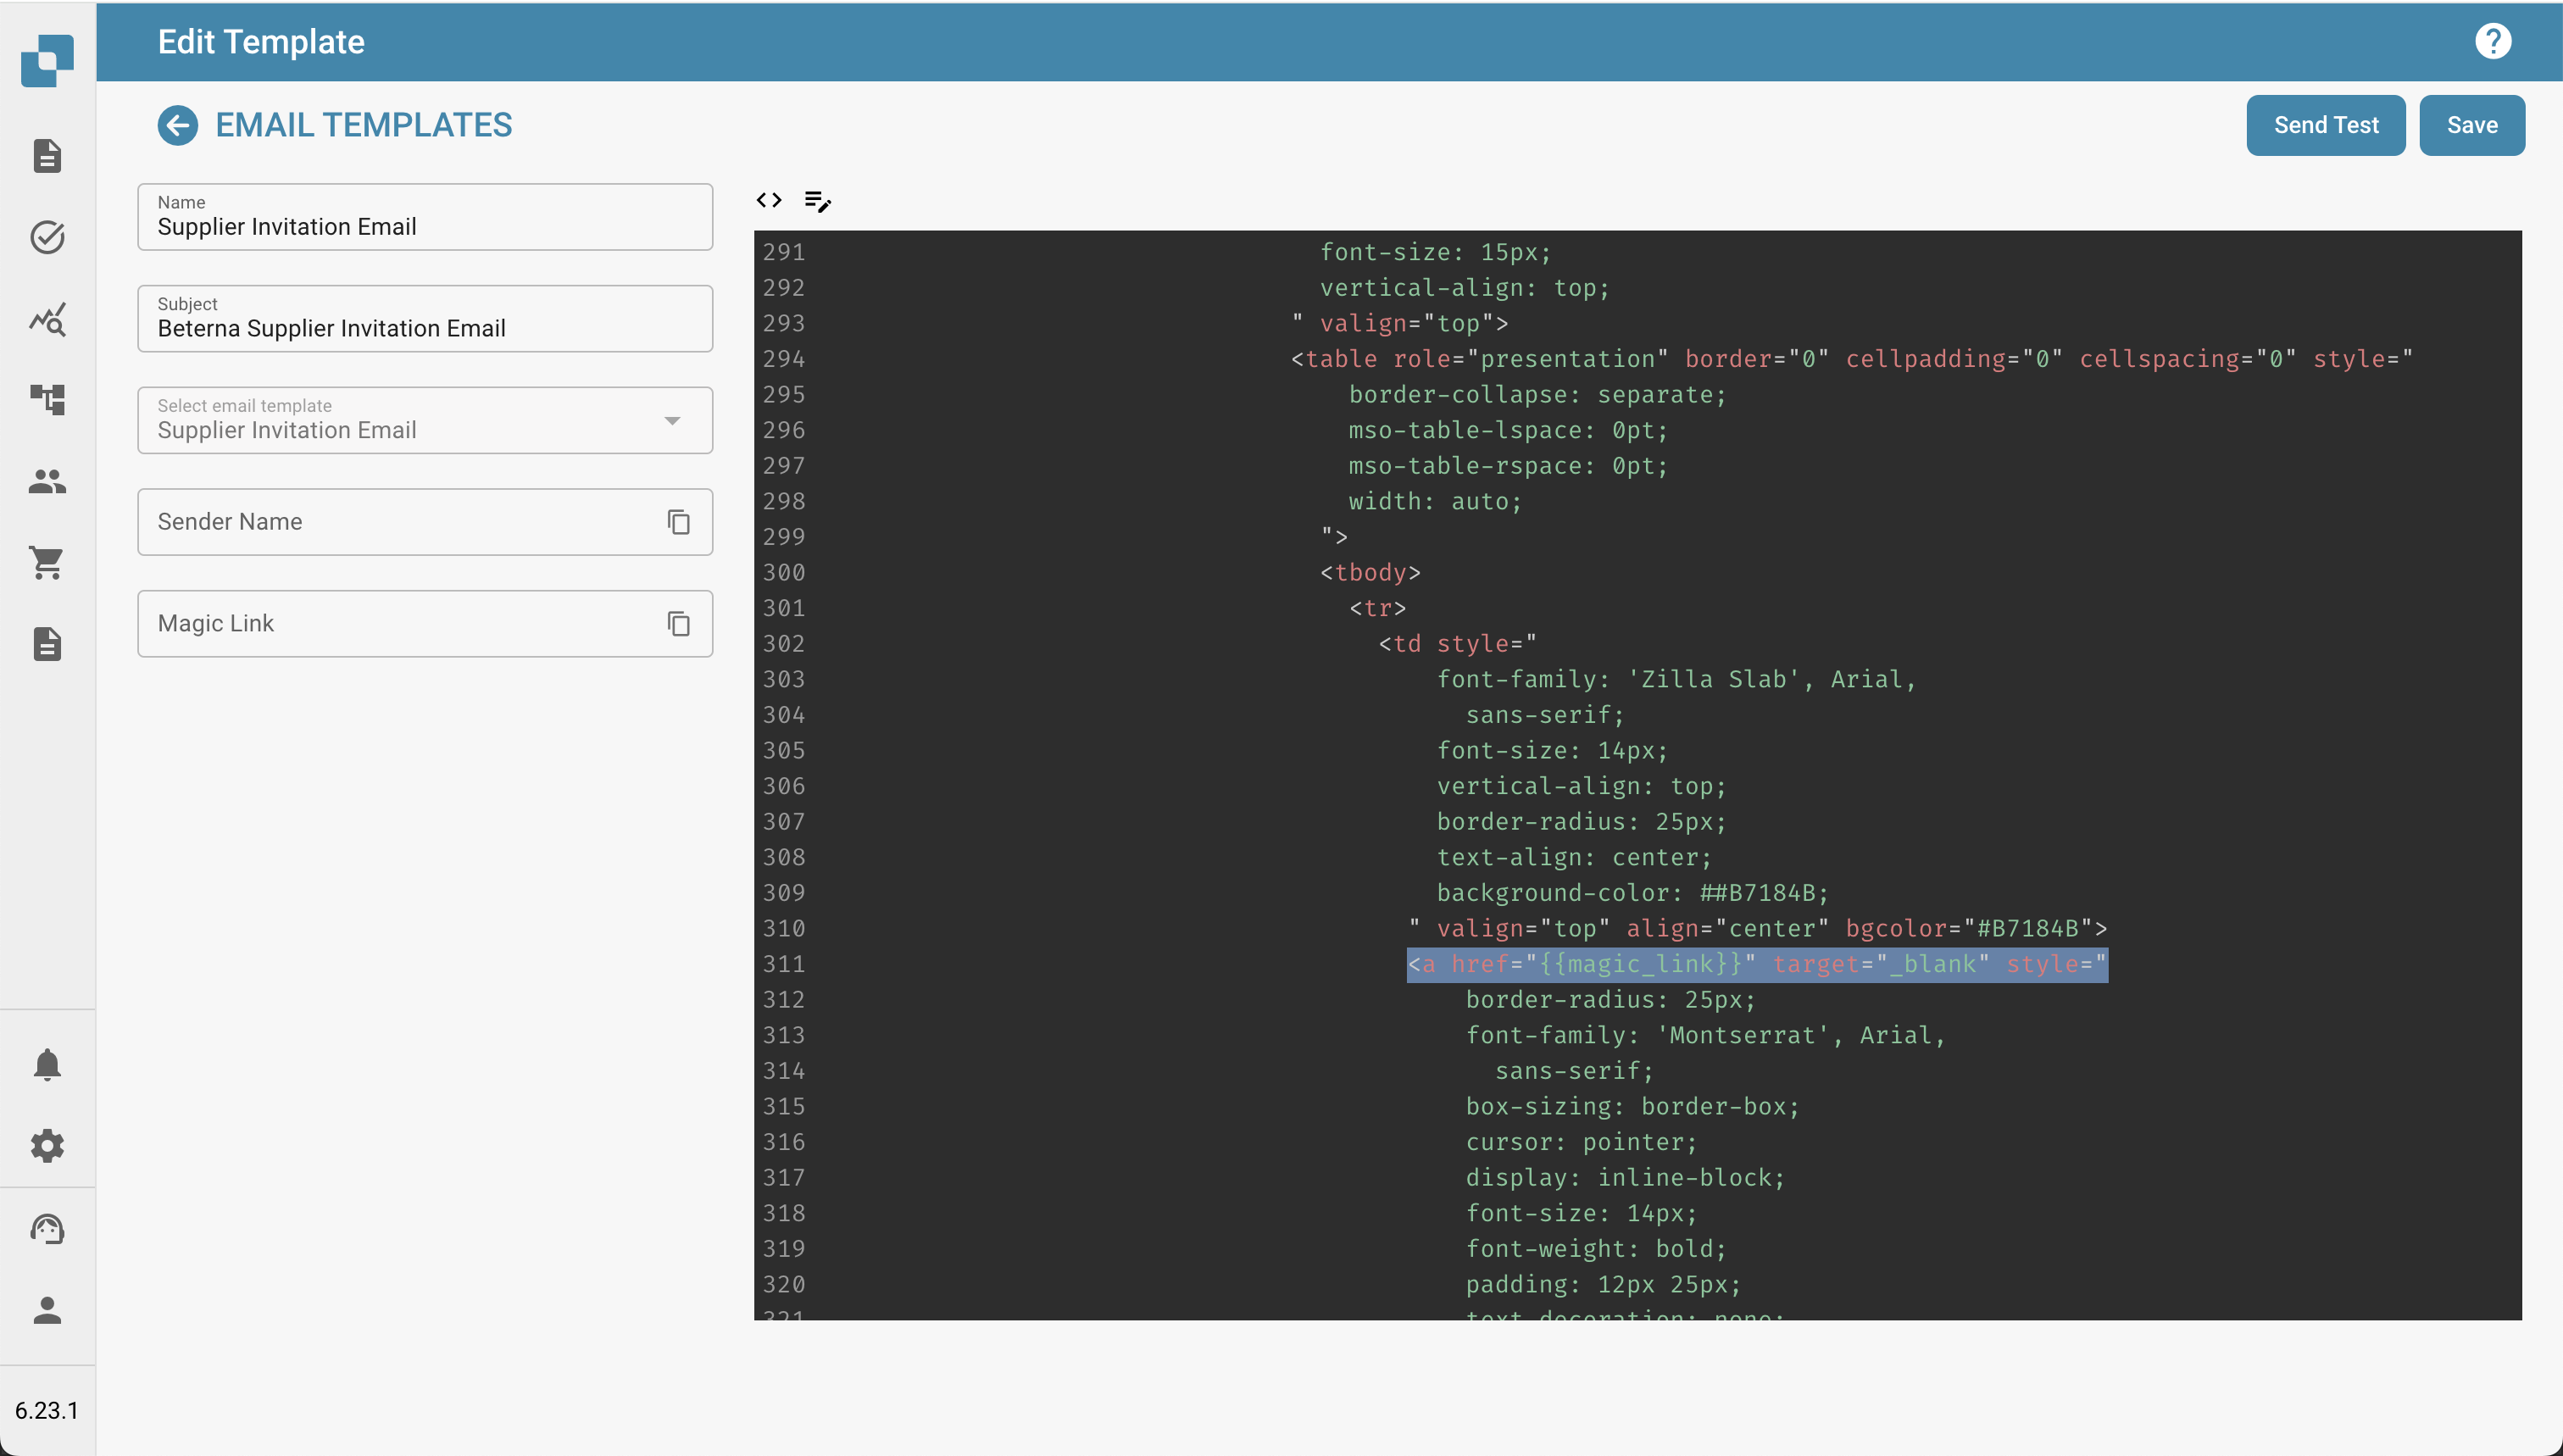 Edit Template
?
EMAIL TEMPLATES
Send Test
Save
Name
Supplier Invitation Email
Subject
Beterna Supplier Invitation Email
Select email template
Supplier Invitation Email
Sender Name
Magic Link
291 font-size: 15px;
292 vertical-align: top;
293 " valign="top">
294 <table role="presentation" border="0" cellpadding="0" cellspacing="0" style="
295 border-collapse: separate;
296 mso-table-lspace: 0pt;
297 mso-table-rspace: 0pt;
298 width: auto;
299 ">
300 <tbody>
301 <tr>
302 <td style="
303 font-family: 'Zilla Slab', Arial,
304 sans-serif;
305 font-size: 14px;
306 vertical-align: top;
307 border-radius: 25px;
308 text-align: center;
309 background-color: ##B7184B;
310 " valign="top" align="center" bgcolor="#B7184B">
311 <a href="{{magic_link}}" target="_blank" style="
312 border-radius: 25px;
313 font-family: 'Montserrat', Arial,
314 sans-serif;
315 box-sizing: border-box;
316 cursor: pointer;
317 display: inline-block;
318 font-size: 14px;
319 font-weight: bold;
320 padding: 12px 25px;
321 text-decoration: none;
6.23.1